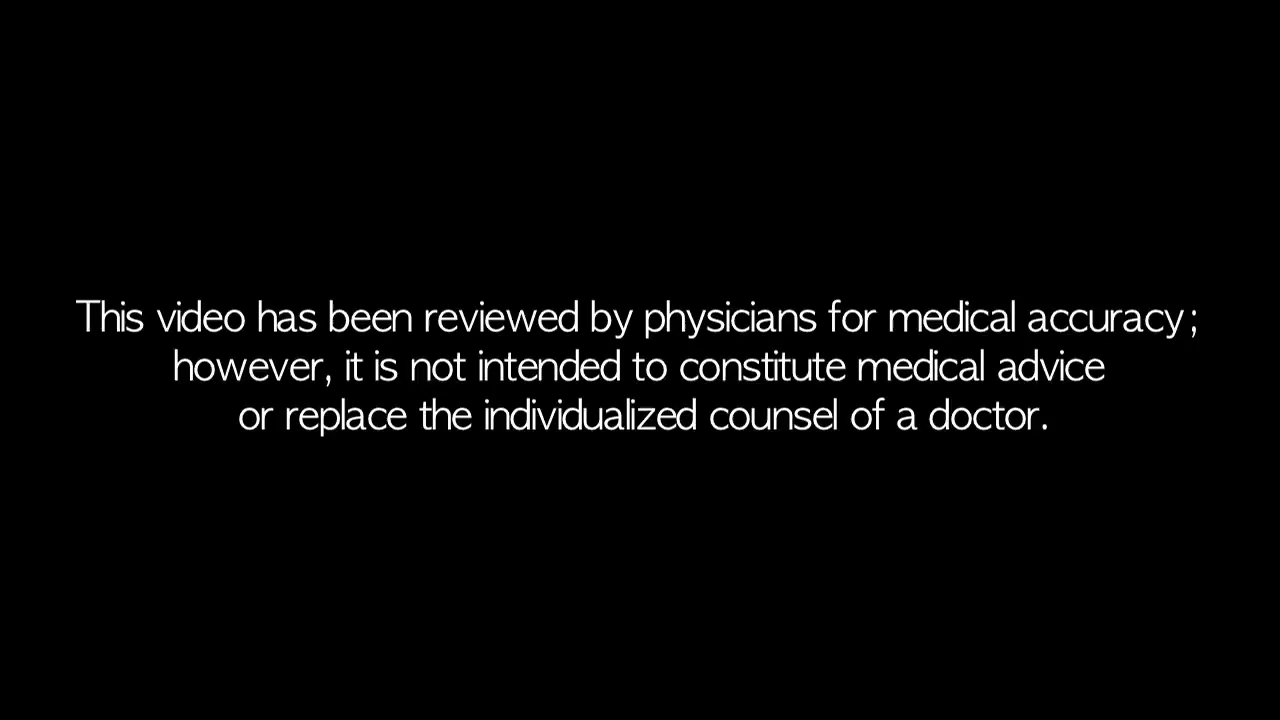 This video has been reviewed by physicians for medical accuracy;
however, it is not intended to constitute medical advice
or replace the individualized counsel of a doctor.